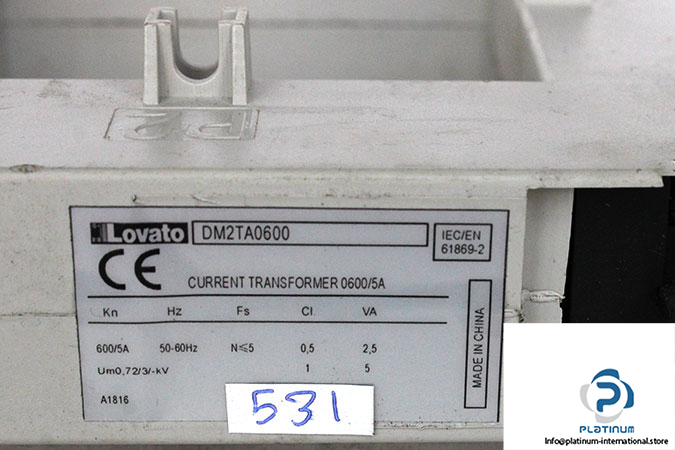 P2
Lovato DM2TA0600 IEC/EN
61869-2
CE
CURRENT TRANSFORMER 0600/5A
Kn Hz Fs Cl VA
600/5A 50-60Hz N≤5 0,5 2,5
Um0,72/3/-kV 1 5
A1816
MADE IN CHINA
531
PLATINUM
Info@platinum-international.store